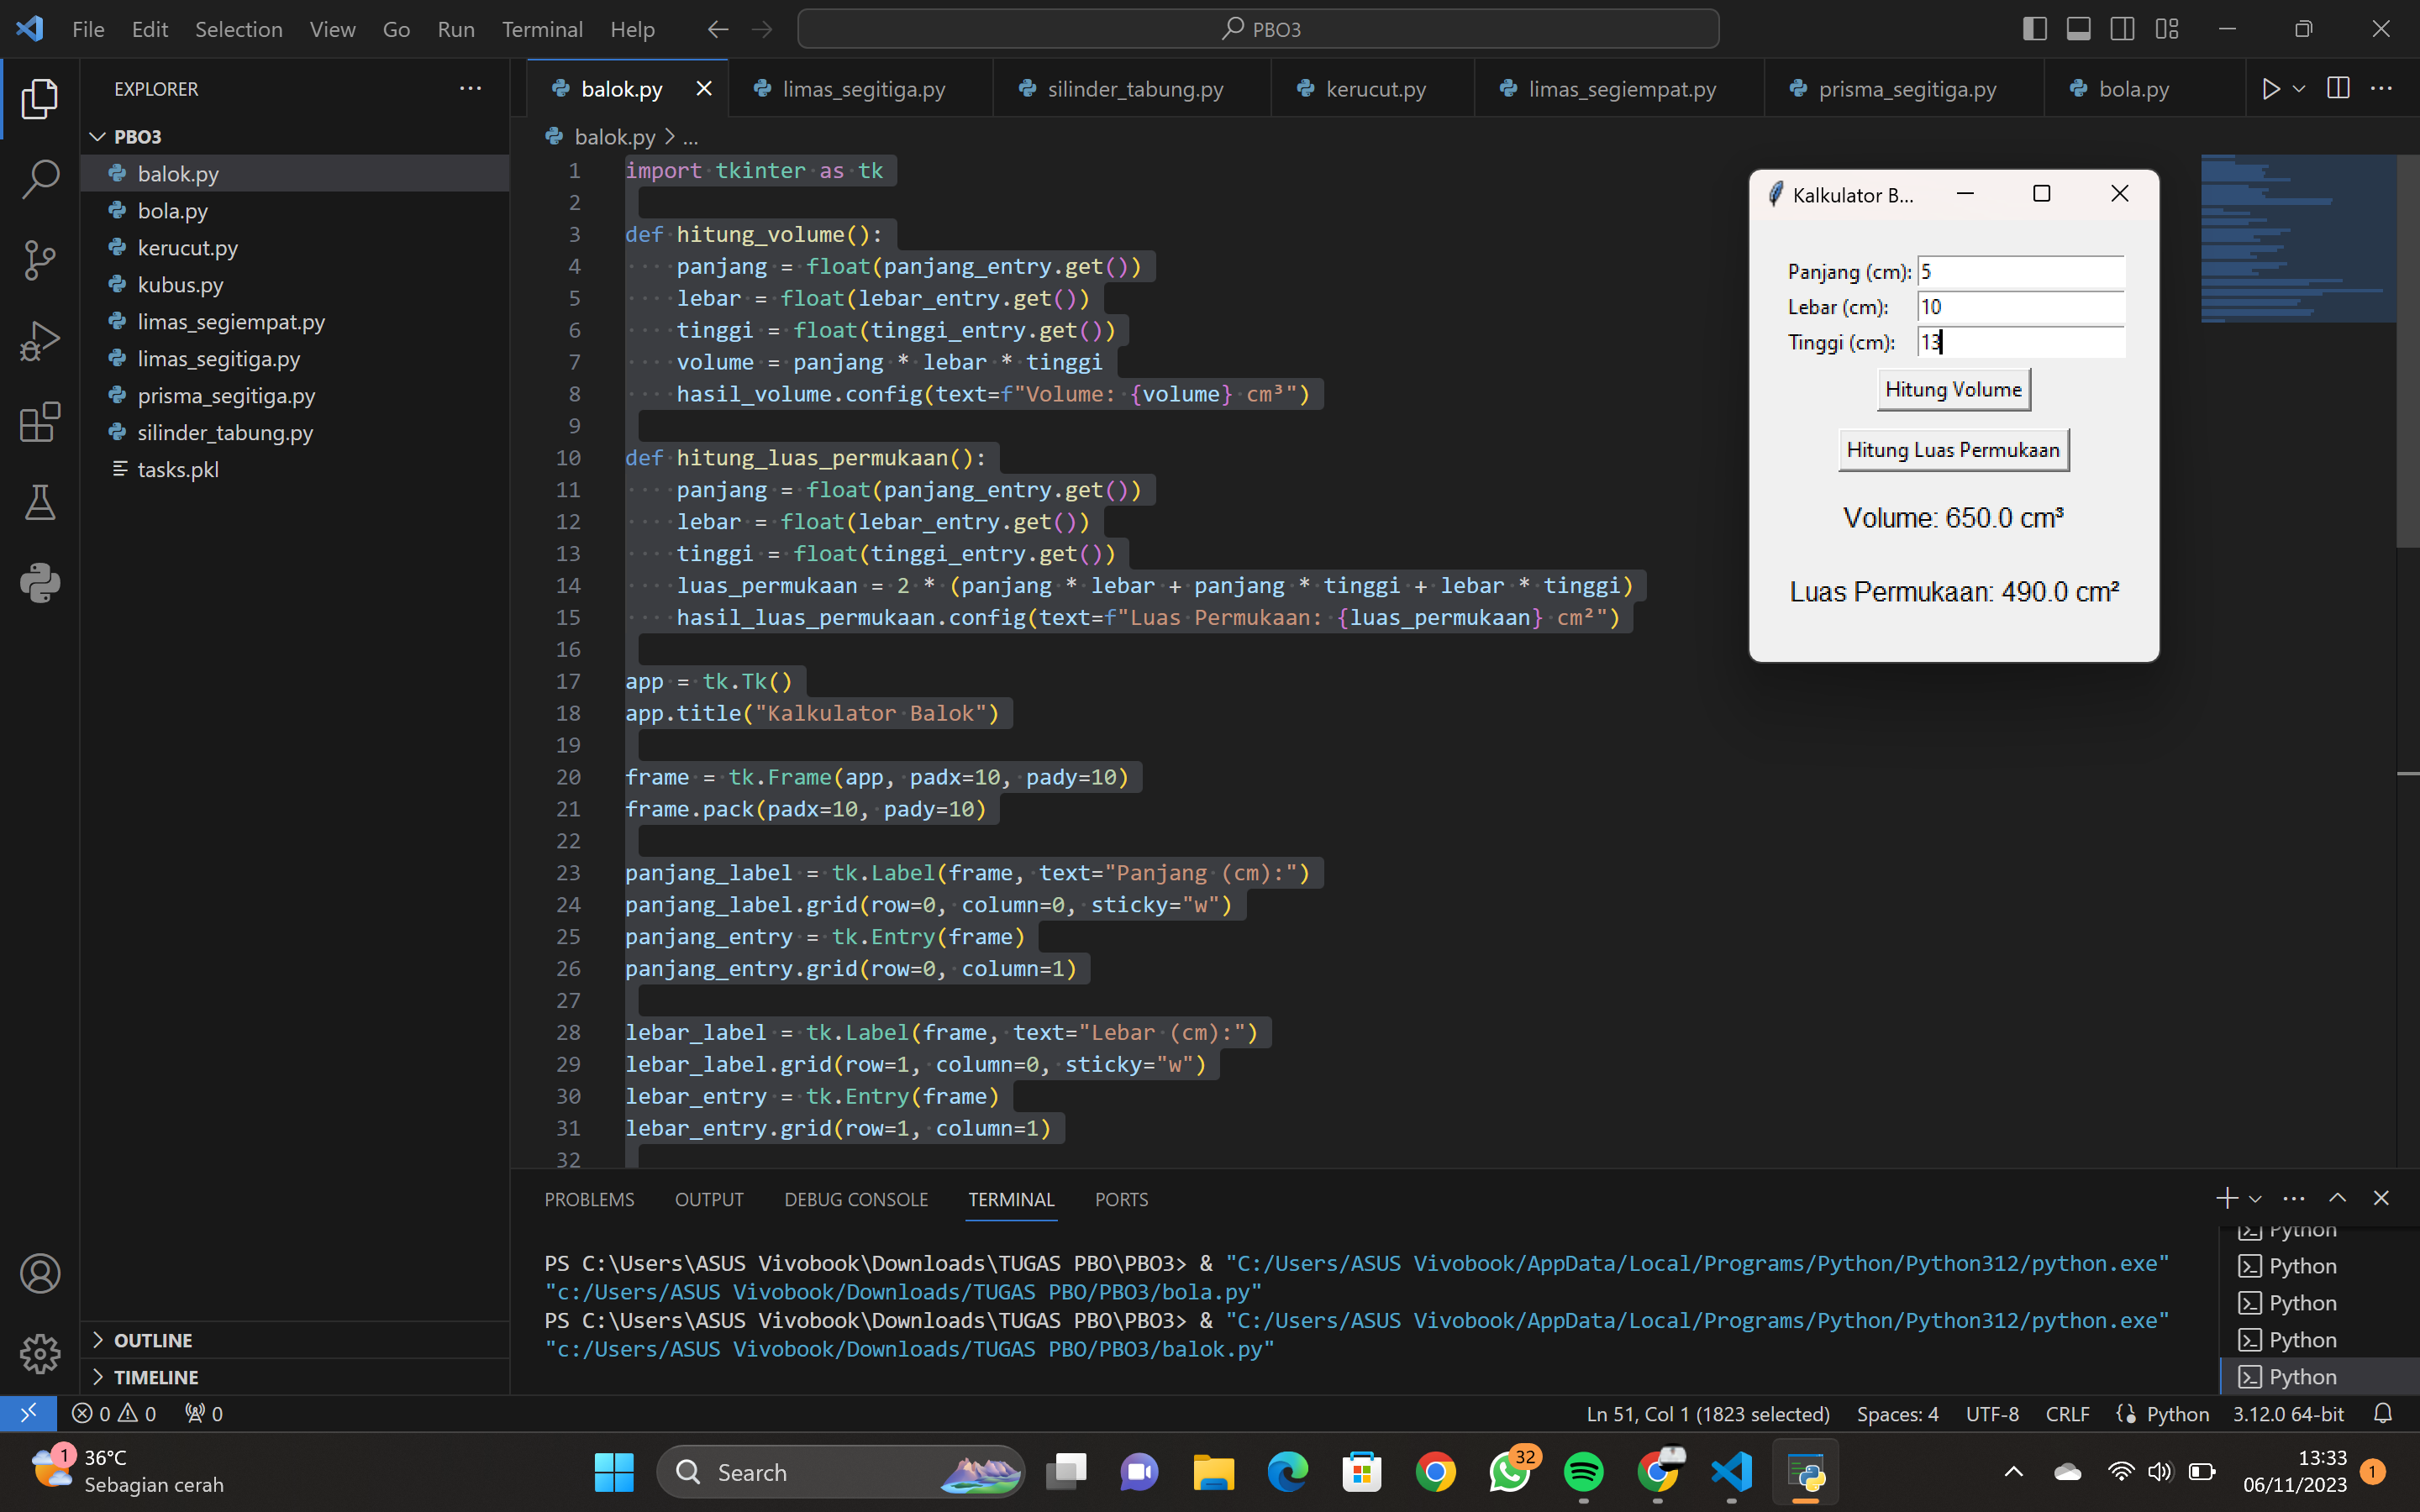 File Edit Selection View Go Run Terminal Help PBO3
EXPLORER
PBO3
balok.py
bola.py
kerucut.py
kubus.py
limas_segiempat.py
limas_segitiga.py
prisma_segitiga.py
silinder_tabung.py
tasks.pkl
OUTLINE
TIMELINE
balok.py limas_segitiga.py silinder_tabung.py kerucut.py limas_segiempat.py prisma_segitiga.py bola.py
balok.py > ...
1 import tkinter as tk
2
3 def hitung_volume():
4 panjang = float(panjang_entry.get())
5 lebar = float(lebar_entry.get())
6 tinggi = float(tinggi_entry.get())
7 volume = panjang * lebar * tinggi
8 hasil_volume.config(text=f"Volume: {volume} cm³")
9
10 def hitung_luas_permukaan():
11 panjang = float(panjang_entry.get())
12 lebar = float(lebar_entry.get())
13 tinggi = float(tinggi_entry.get())
14 luas_permukaan = 2 * (panjang * lebar + panjang * tinggi + lebar * tinggi)
15 hasil_luas_permukaan.config(text=f"Luas Permukaan: {luas_permukaan} cm²")
16
17 app = tk.Tk()
18 app.title("Kalkulator Balok")
19
20 frame = tk.Frame(app, padx=10, pady=10)
21 frame.pack(padx=10, pady=10)
22
23 panjang_label = tk.Label(frame, text="Panjang (cm):")
24 panjang_label.grid(row=0, column=0, sticky="w")
25 panjang_entry = tk.Entry(frame)
26 panjang_entry.grid(row=0, column=1)
27
28 lebar_label = tk.Label(frame, text="Lebar (cm):")
29 lebar_label.grid(row=1, column=0, sticky="w")
30 lebar_entry = tk.Entry(frame)
31 lebar_entry.grid(row=1, column=1)
32
Kalkulator B...
Panjang (cm): 5
Lebar (cm): 10
Tinggi (cm): 13
Hitung Volume
Hitung Luas Permukaan
Volume: 650.0 cm³
Luas Permukaan: 490.0 cm²
PROBLEMS OUTPUT DEBUG CONSOLE TERMINAL PORTS
PS C:\Users\ASUS Vivobook\Downloads\TUGAS PBO\PBO3> & "C:/Users/ASUS Vivobook/AppData/Local/Programs/Python/Python312/python.exe"
"c:/Users/ASUS Vivobook/Downloads/TUGAS PBO/PBO3/bola.py"
PS C:\Users\ASUS Vivobook\Downloads\TUGAS PBO\PBO3> & "C:/Users/ASUS Vivobook/AppData/Local/Programs/Python/Python312/python.exe"
"c:/Users/ASUS Vivobook/Downloads/TUGAS PBO/PBO3/balok.py"
Python
Python
Python
Python
Python
0 0 0 Ln 51, Col 1 (1823 selected) Spaces: 4 UTF-8 CRLF Python 3.12.0 64-bit
1 36°C
Sebagian cerah
Search
32
13:33
06/11/2023
1